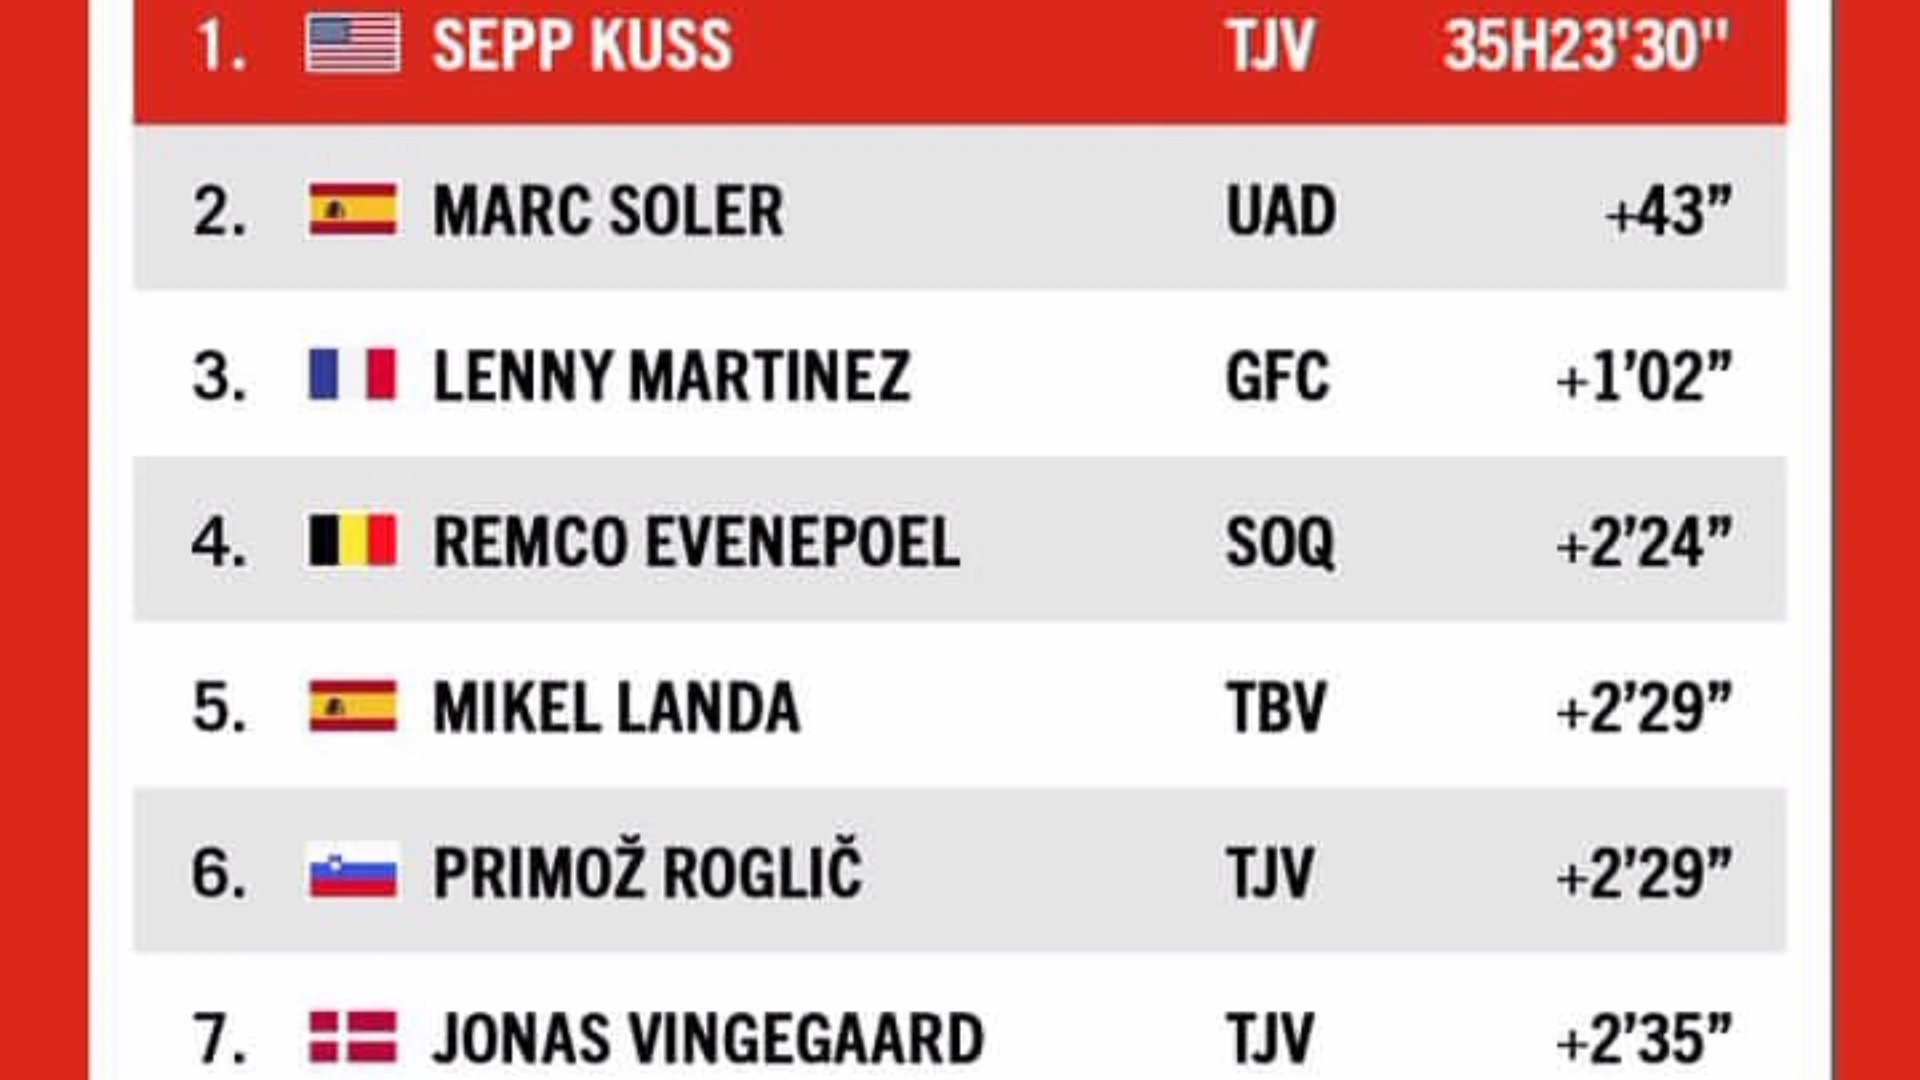 1. SEPP KUSS TJV 35H23'30"
2. MARC SOLER UAD +43”
3. LENNY MARTINEZ GFC +1’02”
4. REMCO EVENEPOEL SOQ +2’24”
5. MIKEL LANDA TBV +2’29”
6. PRIMOŽ ROGLIČ TJV +2’29”
7. JONAS VINGEGAARD TJV +2’35”